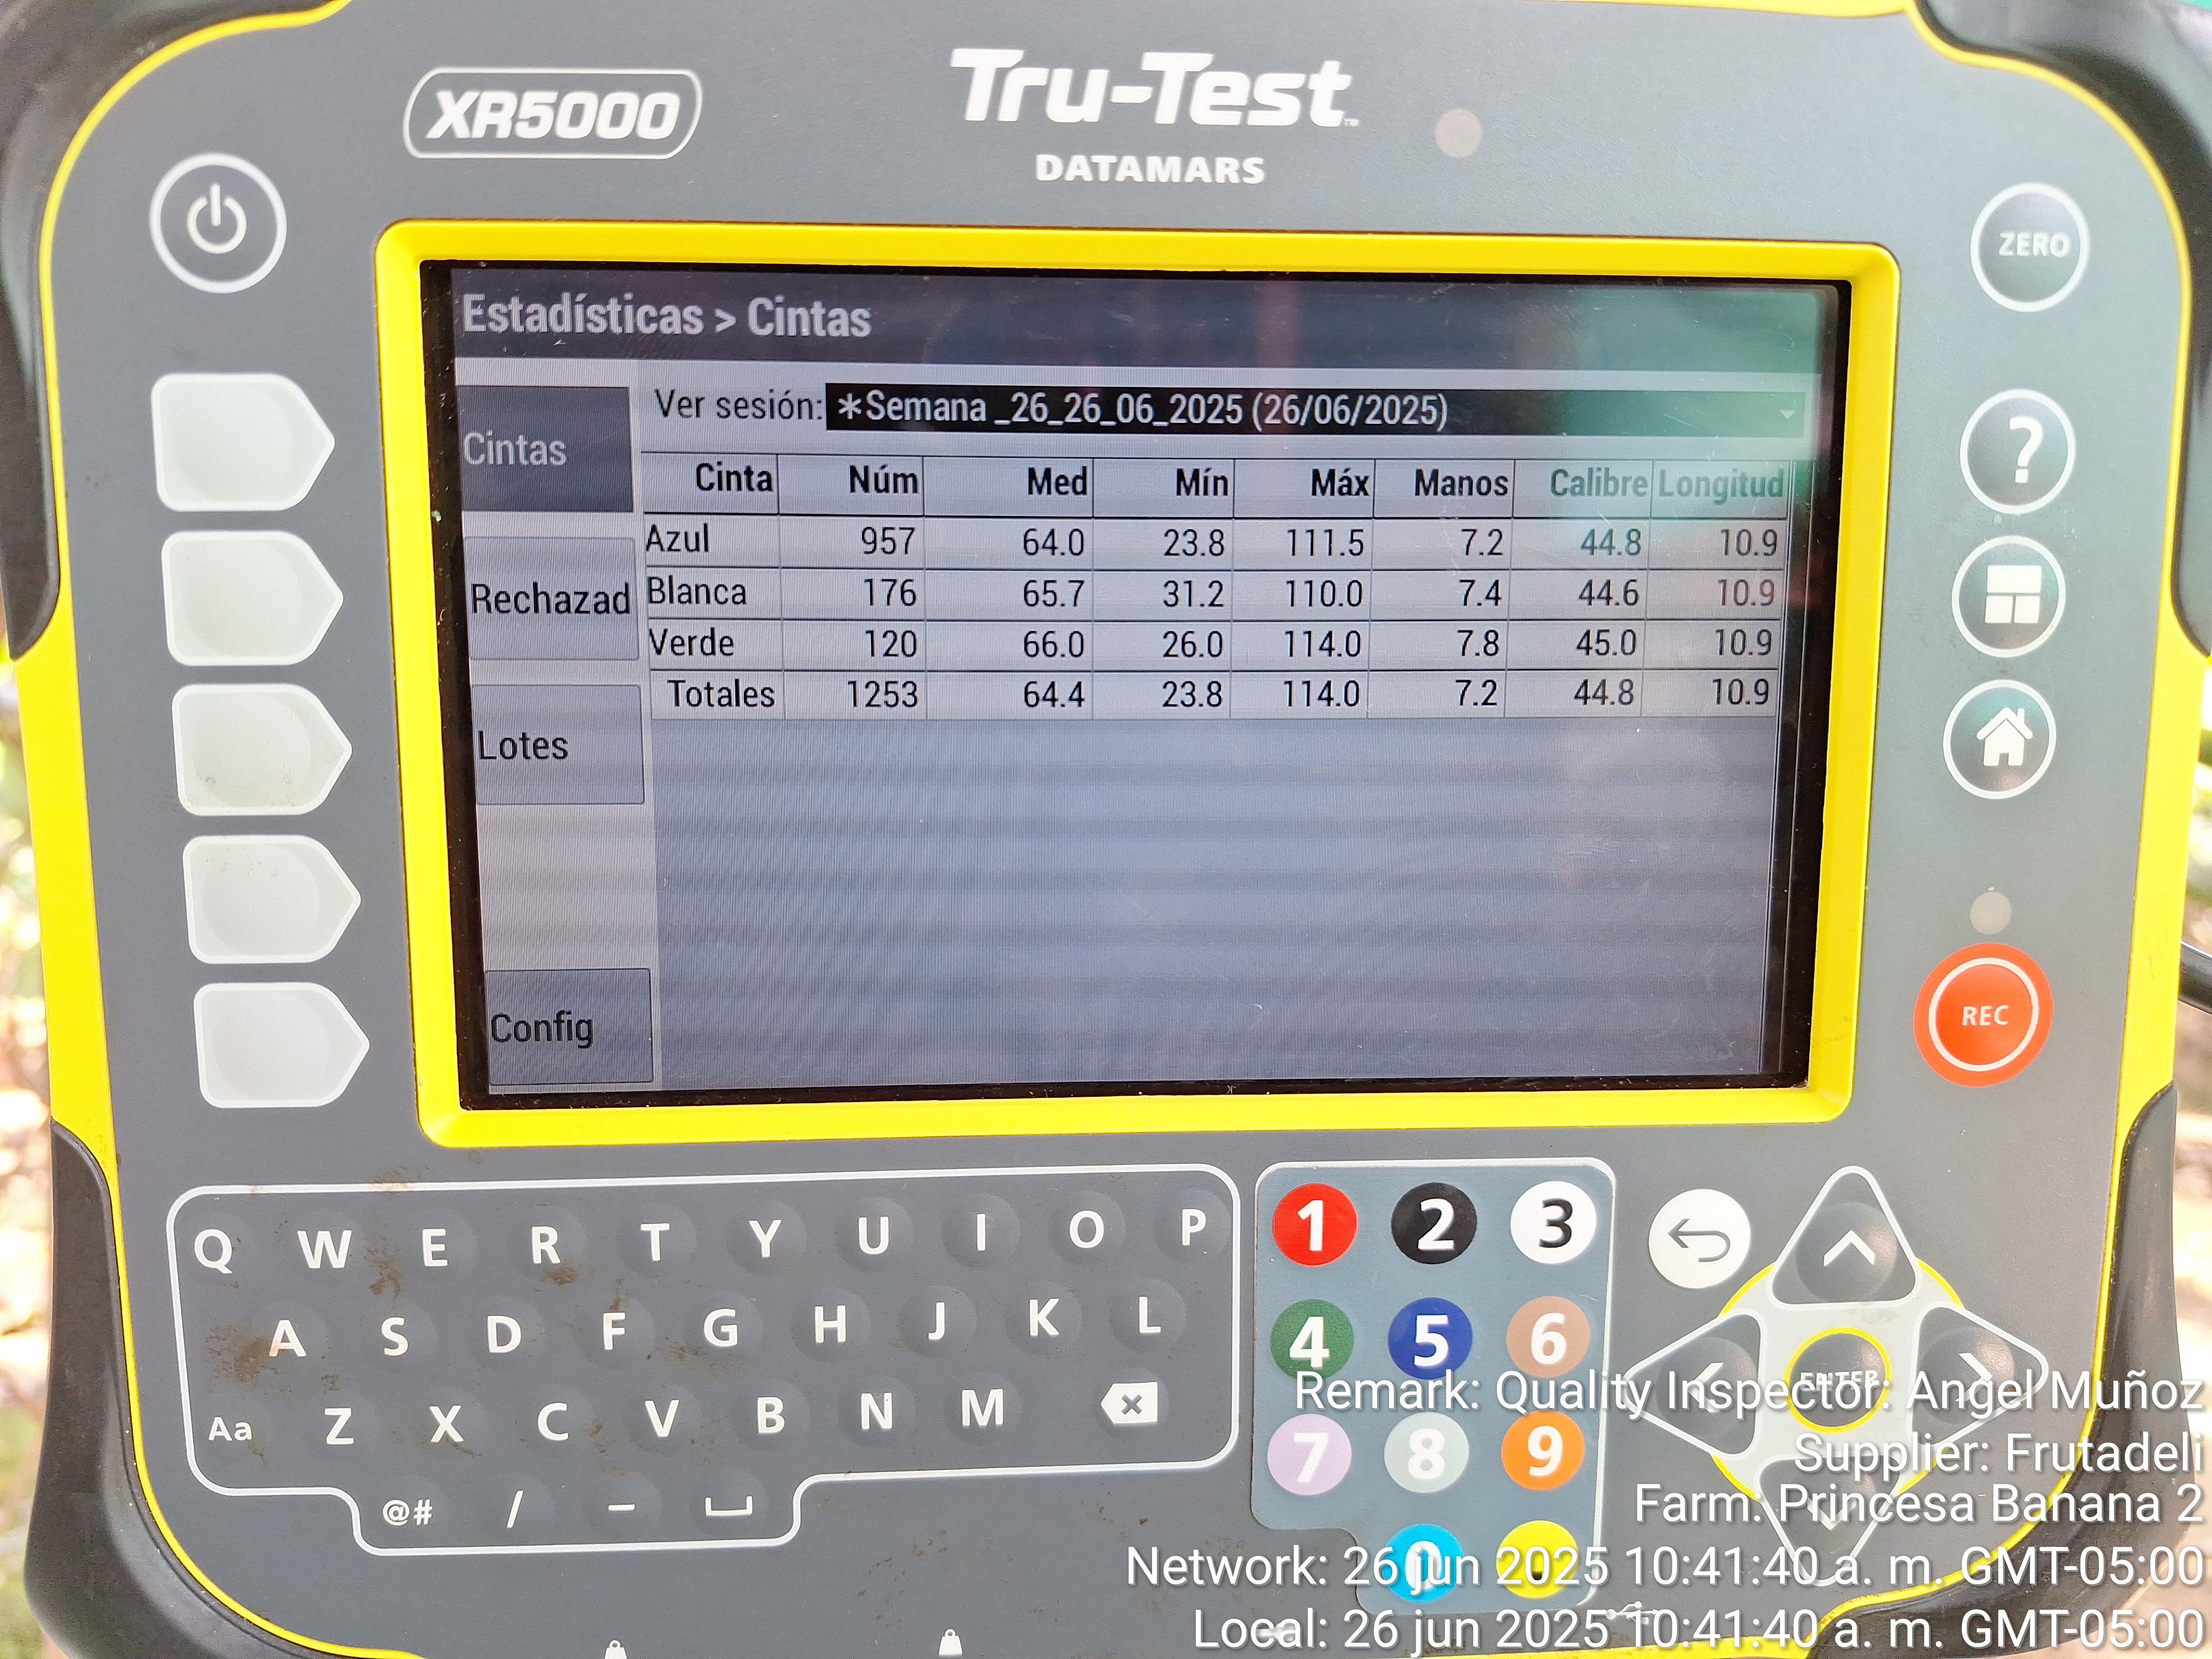 XR5000
Tru-Test™
DATAMARS
ZERO
Estadísticas > Cintas
Ver sesión: *Semana _26_26_06_2025 (26/06/2025)
Cintas
Rechazad
Lotes
Config
Cinta Núm Med Mín Máx Manos Calibre Longitud
Azul 957 64.0 23.8 111.5 7.2 44.8 10.9
Blanca 176 65.7 31.2 110.0 7.4 44.6 10.9
Verde 120 66.0 26.0 114.0 7.8 45.0 10.9
Totales 1253 64.4 23.8 114.0 7.2 44.8 10.9
?
REC
Q W E R T Y U I O P
A S D F G H J K L
Aa Z X C V B N M
@# / –
1 2 3
4 5 6
7 8 9
0 .
ENTER
Remark: Quality Inspector: Angel Muñoz
Supplier: Frutadeli
Farm: Princesa Banana 2
Network: 26 jun 2025 10:41:40 a. m. GMT-05:00
Local: 26 jun 2025 10:41:40 a. m. GMT-05:00